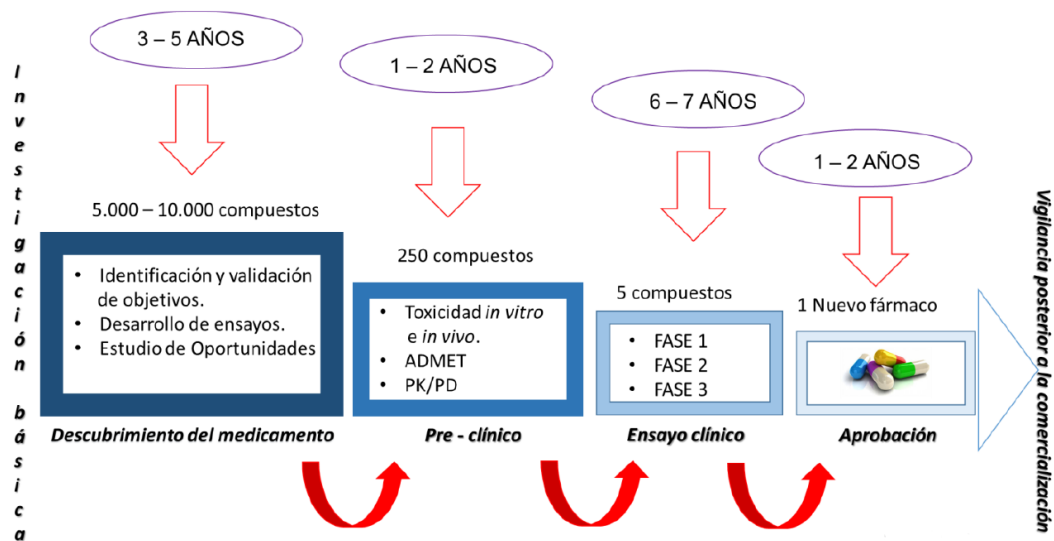 Investigación básica
3 – 5 AÑOS
1 – 2 AÑOS
6 – 7 AÑOS
1 – 2 AÑOS
5.000 – 10.000 compuestos
• Identificación y validación
de objetivos.
• Desarrollo de ensayos.
• Estudio de Oportunidades
Descubrimiento del medicamento
250 compuestos
• Toxicidad in vitro
e in vivo.
• ADMET
• PK/PD
Pre - clínico
5 compuestos
• FASE 1
• FASE 2
• FASE 3
Ensayo clínico
1 Nuevo fármaco
Aprobación
Vigilancia posterior a la comercialización